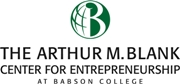 B
THE ARTHUR M. BLANK
CENTER FOR ENTREPRENEURSHIP
AT BABSON COLLEGE